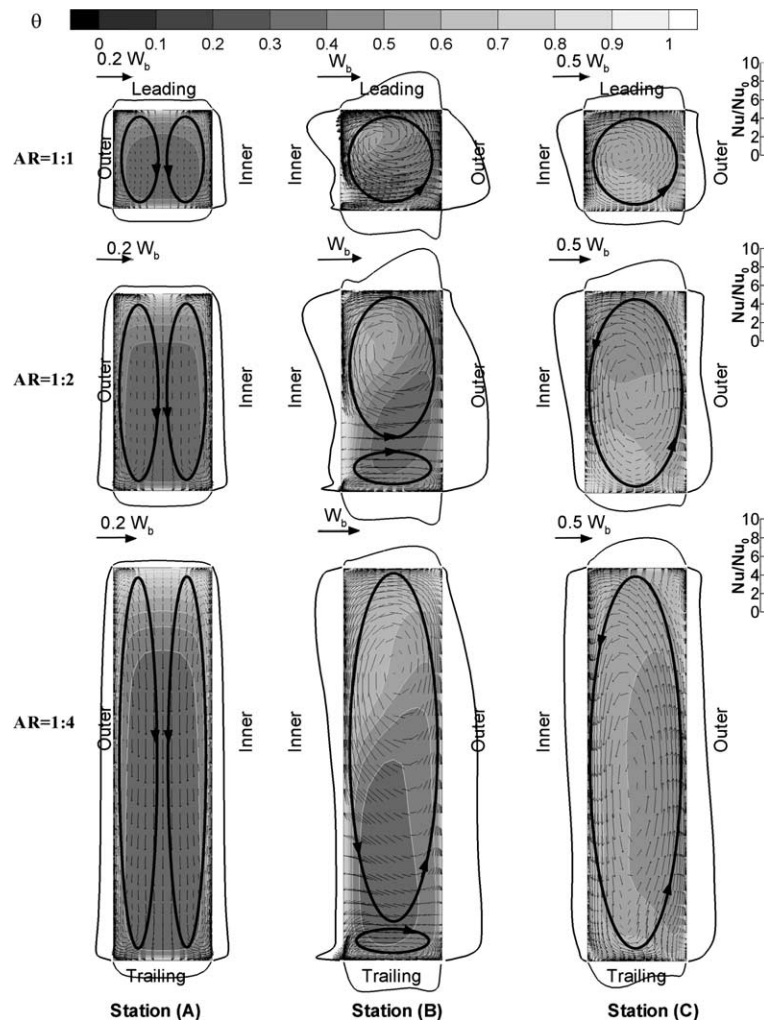 θ
0 0.1 0.2 0.3 0.4 0.5 0.6 0.7 0.8 0.9 1
0.2 W_b W_b 0.5 W_b
Leading Leading Leading
AR=1:1 Outer Inner Inner Outer Inner Outer
10 8 6 4 2 0 Nu/Nu₀
0.2 W_b W_b 0.5 W_b
AR=1:2 Outer Inner Inner Outer Inner Outer
10 8 6 4 2 0 Nu/Nu₀
0.2 W_b W_b 0.5 W_b
AR=1:4 Outer Inner Inner Outer Inner Outer
10 8 6 4 2 0 Nu/Nu₀
Trailing Trailing Trailing
Station (A) Station (B) Station (C)